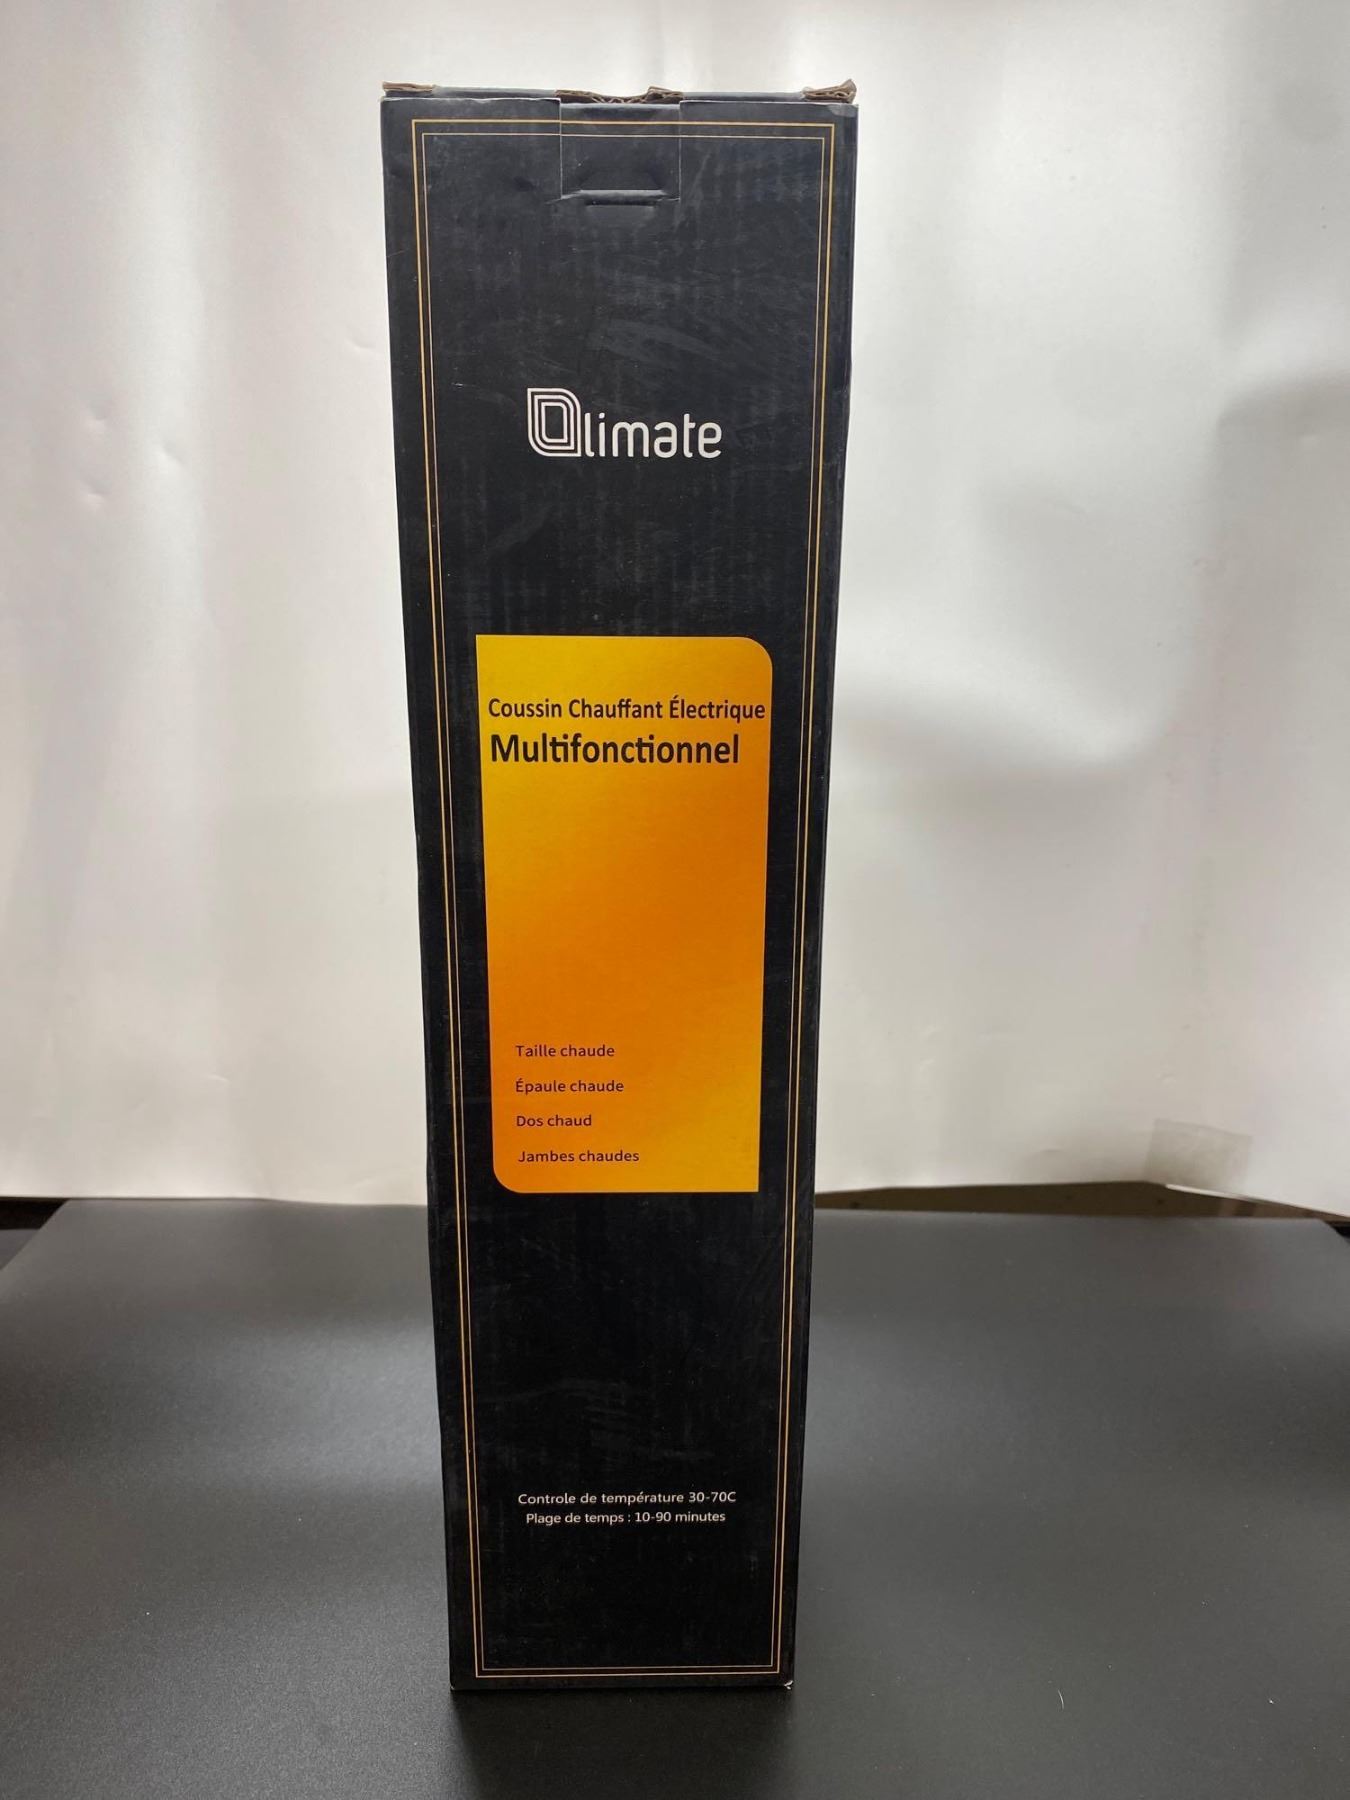 Olimate
Coussin Chauffant Électrique
Multifonctionnel
Taille chaude
Épaule chaude
Dos chaud
Jambes chaudes
Controle de température 30-70C
Plage de temps : 10-90 minutes